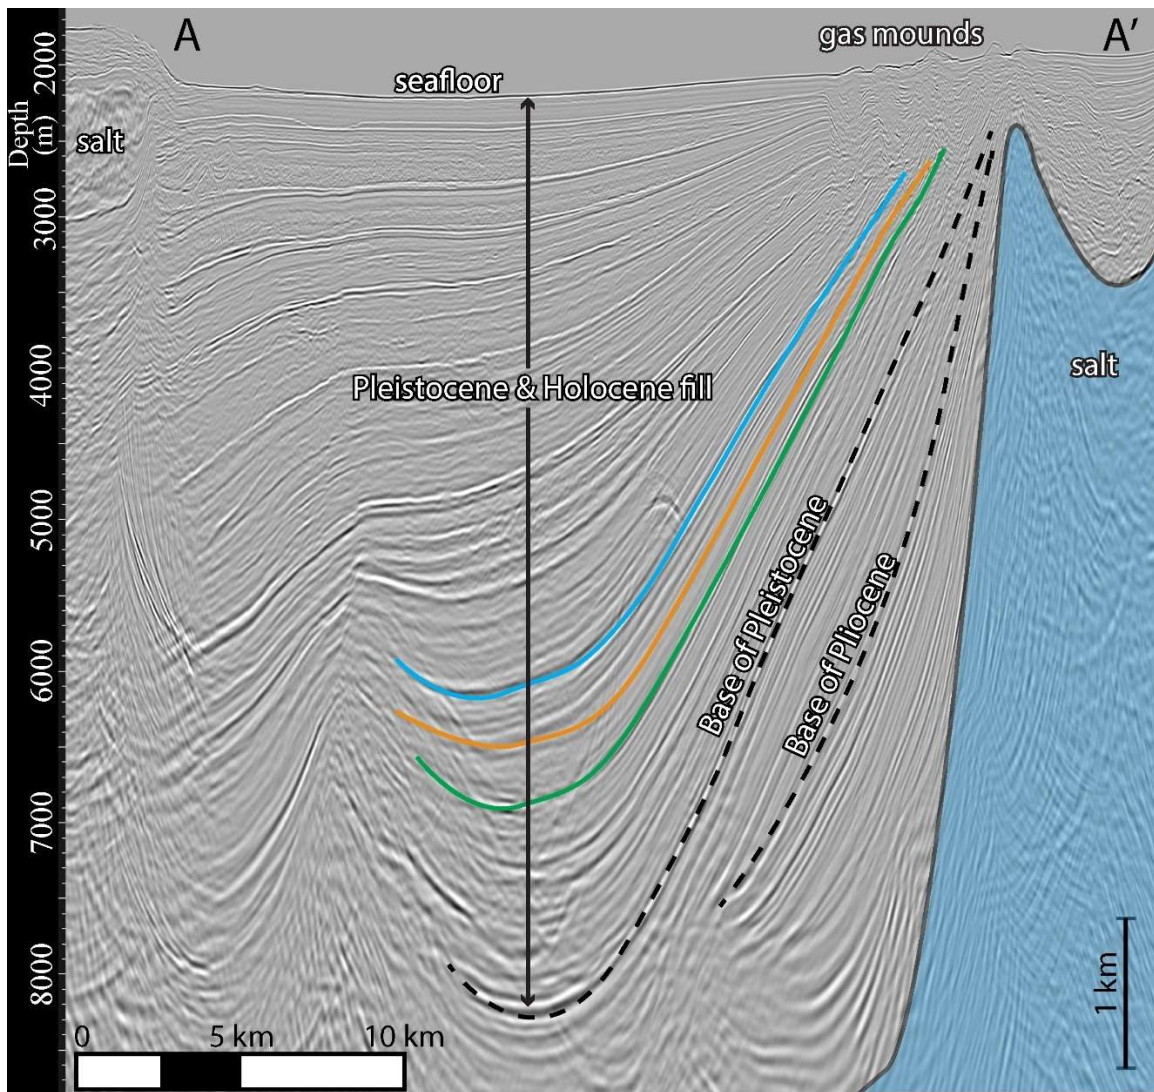 A
gas mounds
A′
seafloor
2000
Depth
(m)
salt
3000
4000
salt
Pleistocene & Holocene fill
5000
Base of Pleistocene
Base of Pliocene
6000
7000
8000
1 km
0
5 km
10 km